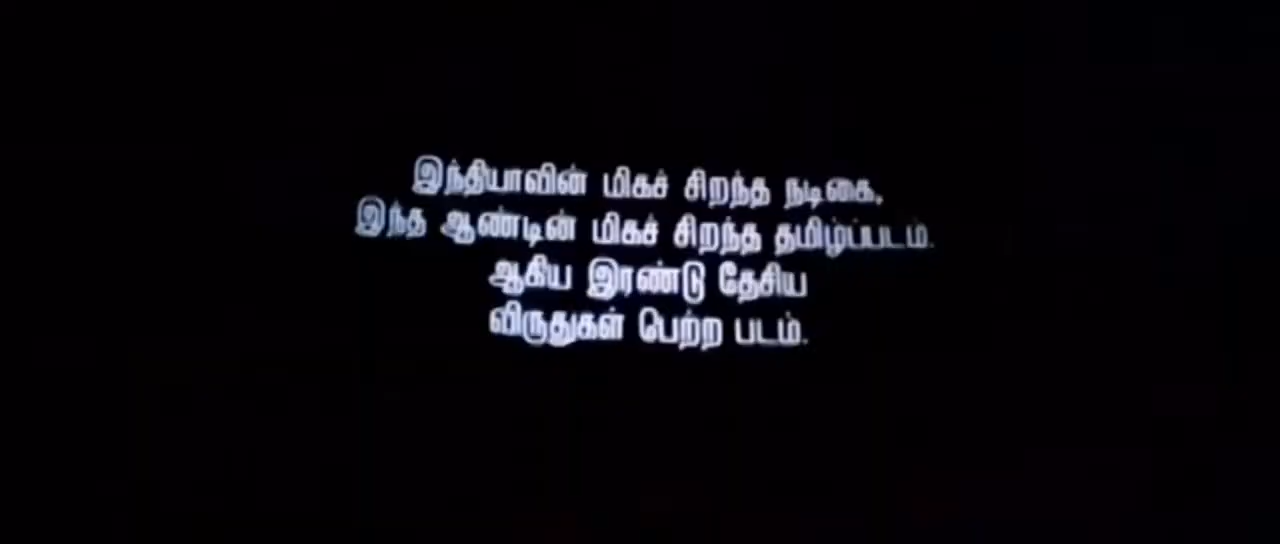 இந்தியாவின் மிகச் சிறந்த நடிகை,
இந்த ஆண்டின் மிகச் சிறந்த தமிழ்ப்படம்.
ஆகிய இரண்டு தேசிய
விருதுகள் பெற்ற படம்.